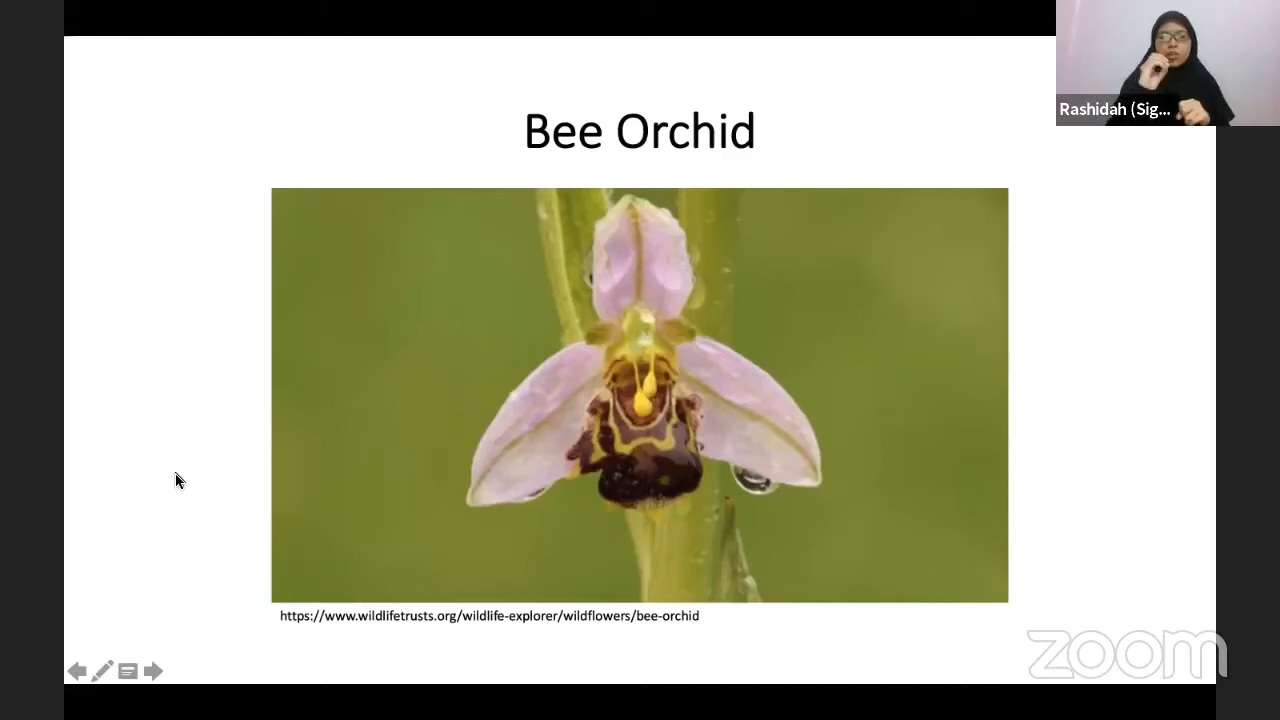 Bee Orchid
Rashidah (Sig...
https://www.wildlifetrusts.org/wildlife-explorer/wildflowers/bee-orchid
zoom